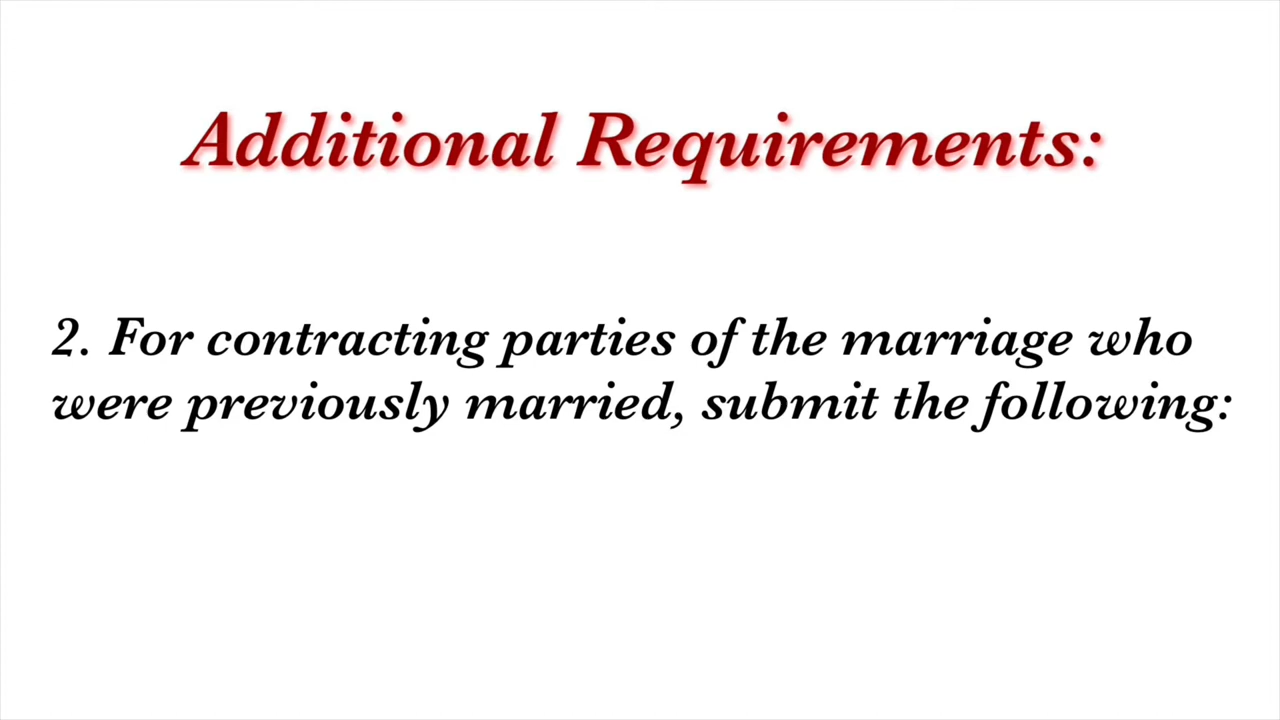 Additional Requirements:
2. For contracting parties of the marriage who
were previously married, submit the following: